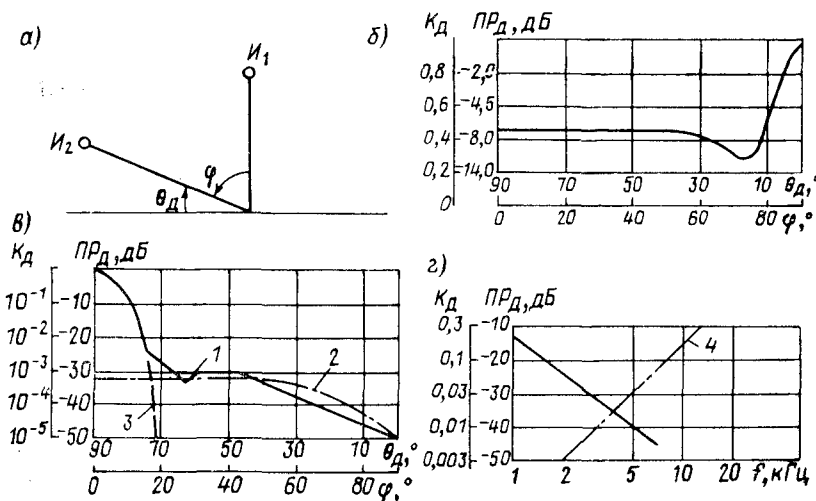 а)
И₁
И₂
φ
θд
б)
Kд ПРд, дБ
0,8 -2,0
0,6 -4,5
0,4 -8,0
0,2 -14,0
0
90 70 50 30 10 θд,°
0 20 40 60 80 φ,°
в)
Kд ПРд, дБ
10⁻¹ -10
10⁻² -20
10⁻³ -30
10⁻⁴ -40
10⁻⁵ -50
1
2
3
90 70 50 30 10 θд,°
0 20 40 60 80 φ,°
г)
Kд ПРд, дБ
0,3 -10
0,1 -20
0,03 -30
0,01 -40
0,003 -50
4
1 2 5 10 20 f, кГц